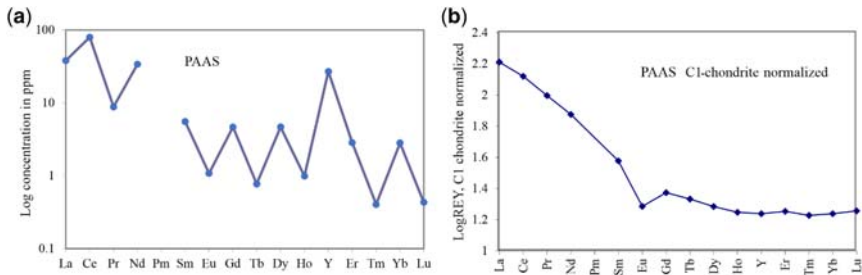 (a)
100
10
1
0.1
Log concentration in ppm
PAAS
La Ce Pr Nd Pm Sm Eu Gd Tb Dy Ho Y Er Tm Yb Lu
(b)
2.4
2.2
2
1.8
1.6
1.4
1.2
1
LogREY, C1 chondrite normalized
PAAS C1-chondrite normalized
La
Ce
Pr
Nd
Pm
Sm
Eu
Gd
Tb
Dy
Ho
Y
Er
Tm
Yb
Lu